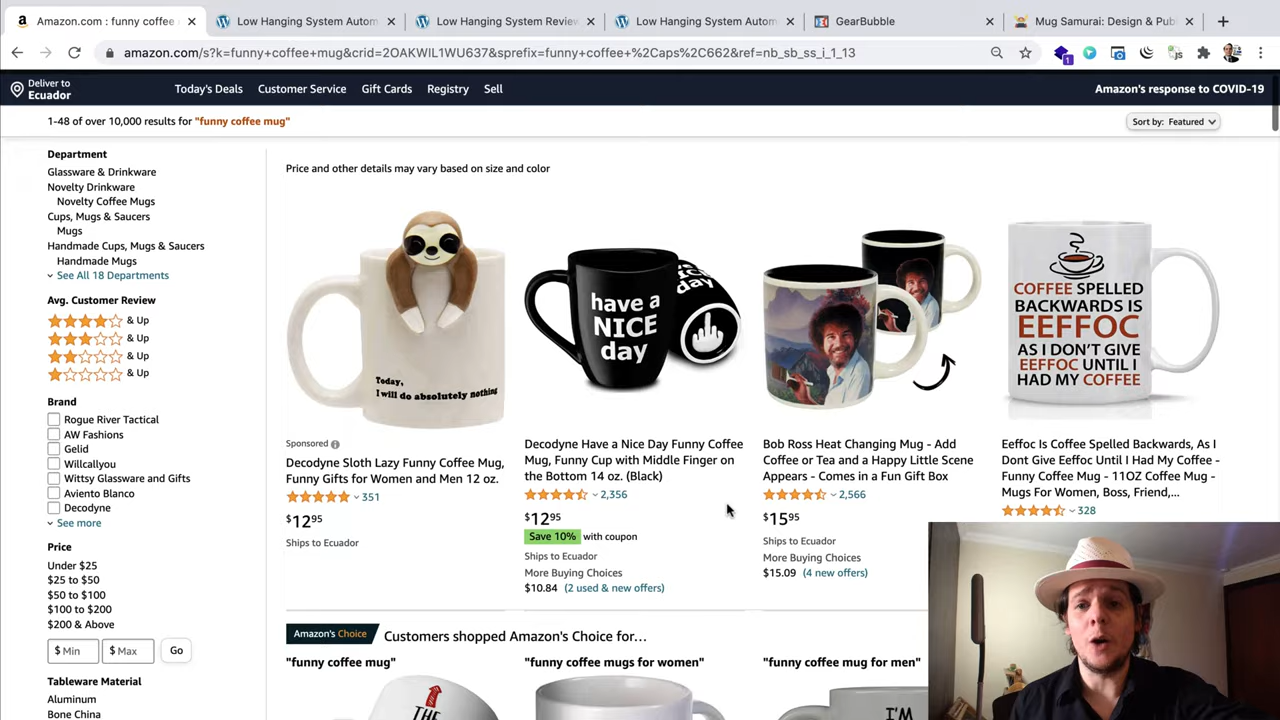 Amazon.com : funny coffee
Low Hanging System Autom
Low Hanging System Review
Low Hanging System Autom
GearBubble
Mug Samurai: Design & Pub
amazon.com/s?k=funny+coffee+mug&crid=2OAKWIL1WU637&sprefix=funny+coffee+%2Caps%2C662&ref=nb_sb_ss_i_1_13
1
Deliver to
Ecuador
Today's Deals
Customer Service
Gift Cards
Registry
Sell
Amazon's response to COVID-19
1-48 of over 10,000 results for "funny coffee mug"
Sort by: Featured
Department
Glassware & Drinkware
Novelty Drinkware
Novelty Coffee Mugs
Cups, Mugs & Saucers
Mugs
Handmade Cups, Mugs & Saucers
Handmade Mugs
See All 18 Departments
Avg. Customer Review
& Up
& Up
& Up
& Up
Brand
Rogue River Tactical
AW Fashions
Gelid
Willcallyou
Wittsy Glassware and Gifts
Aviento Blanco
Decodyne
See more
Price
Under $25
$25 to $50
$50 to $100
$100 to $200
$200 & Above
$ Min
$ Max
Go
Tableware Material
Aluminum
Bone China
Price and other details may vary based on size and color
Today,
I will do absolutely nothing
Sponsored
Decodyne Sloth Lazy Funny Coffee Mug,
Funny Gifts for Women and Men 12 oz.
351
$12.95
Ships to Ecuador
have a
NICE
day
day
Decodyne Have a Nice Day Funny Coffee
Mug, Funny Cup with Middle Finger on
the Bottom 14 oz. (Black)
2,356
$12.95
Save 10% with coupon
Ships to Ecuador
More Buying Choices
$10.84 (2 used & new offers)
Bob Ross Heat Changing Mug - Add
Coffee or Tea and a Happy Little Scene
Appears - Comes in a Fun Gift Box
2,566
$15.95
Ships to Ecuador
More Buying Choices
$15.09 (4 new offers)
COFFEE SPELLED
BACKWARDS IS
EEFFOC
AS I DON'T GIVE
EEFFOC UNTIL I
HAD MY COFFEE
Eeffoc Is Coffee Spelled Backwards, As I
Dont Give Eeffoc Until I Had My Coffee -
Funny Coffee Mug - 11OZ Coffee Mug -
Mugs For Women, Boss, Friend,...
328
Amazon's Choice
Customers shopped Amazon's Choice for...
"funny coffee mug"
"funny coffee mugs for women"
"funny coffee mug for men"
THE
I'M